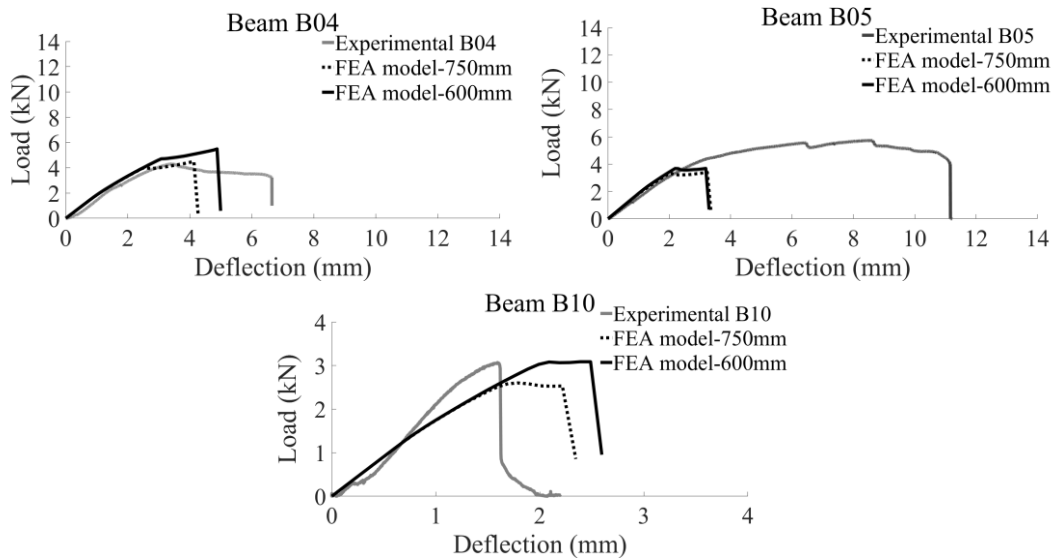 Beam B04
Experimental B04
FEA model-750mm
FEA model-600mm
Load (kN)
14
12
10
8
6
4
2
0
0 2 4 6 8 10 12 14
Deflection (mm)
Beam B05
Experimental B05
FEA model-750mm
FEA model-600mm
Load (kN)
14
12
10
8
6
4
2
0
0 2 4 6 8 10 12 14
Deflection (mm)
Beam B10
Experimental B10
FEA model-750mm
FEA model-600mm
Load (kN)
4
3
2
1
0
0 1 2 3 4
Deflection (mm)